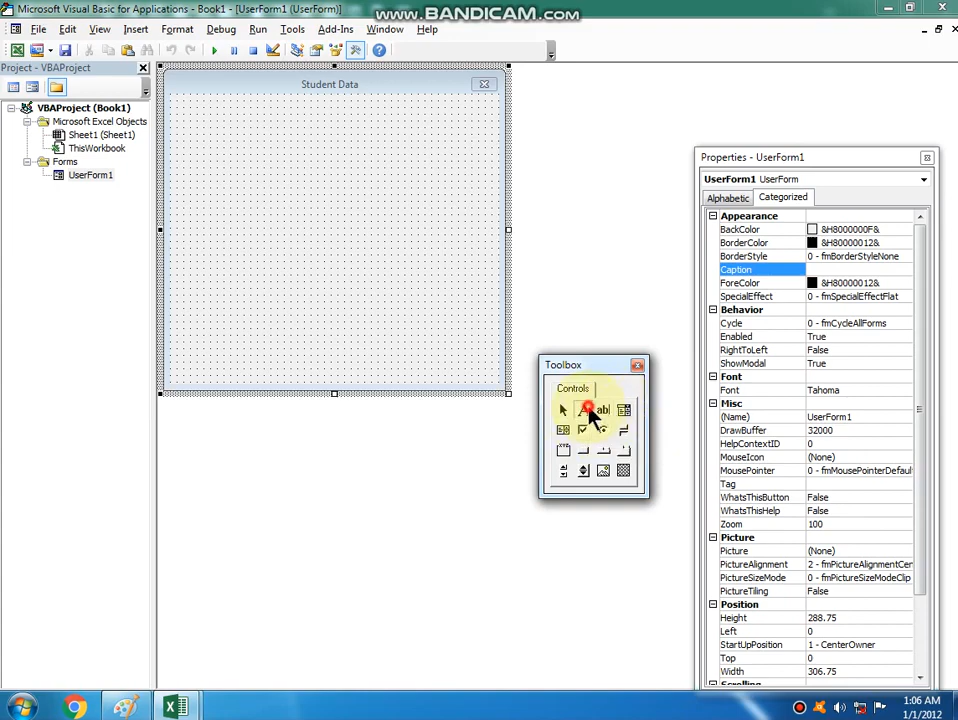 Microsoft Visual Basic for Applications - Book1 - [UserForm1 (UserForm)]
www.BANDICAM.com
File Edit View Insert Format Debug Run Tools Add-Ins Window Help
Project - VBAProject
VBAProject (Book1)
Microsoft Excel Objects
Sheet1 (Sheet1)
ThisWorkbook
Forms
UserForm1
Student Data
Toolbox
Controls
A ab
XYZ
Properties - UserForm1
UserForm1 UserForm
Alphabetic Categorized
Appearance
BackColor &H8000000F&
BorderColor &H80000012&
BorderStyle 0 - fmBorderStyleNone
Caption
ForeColor &H80000012&
SpecialEffect 0 - fmSpecialEffectFlat
Behavior
Cycle 0 - fmCycleAllForms
Enabled True
RightToLeft False
ShowModal True
Font
Font Tahoma
Misc
(Name) UserForm1
DrawBuffer 32000
HelpContextID 0
MouseIcon (None)
MousePointer 0 - fmMousePointerDefaul
Tag
WhatsThisButton False
WhatsThisHelp False
Zoom 100
Picture
Picture (None)
PictureAlignment 2 - fmPictureAlignmentCen
PictureSizeMode 0 - fmPictureSizeModeClip
PictureTiling False
Position
Height 288.75
Left 0
StartUpPosition 1 - CenterOwner
Top 0
Width 306.75
1:06 AM
1/1/2012